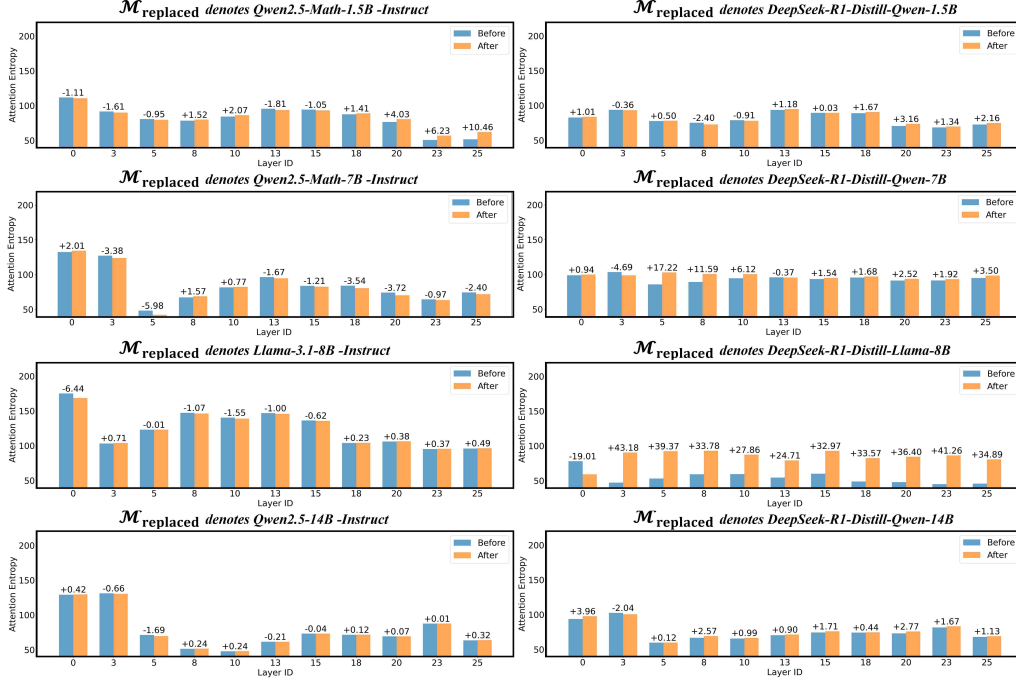 M_replaced denotes Qwen2.5-Math-1.5B -Instruct
Attention Entropy
200
150
100
50
Before
After
-1.11 -1.61 -0.95 +1.52 +2.07 -1.81 -1.05 +1.41 +4.03 +6.23 +10.46
0 3 5 8 10 13 15 18 20 23 25
Layer ID
M_replaced denotes DeepSeek-R1-Distill-Qwen-1.5B
Attention Entropy
200
150
100
50
Before
After
+1.01 -0.36 +0.50 -2.40 -0.91 +1.18 +0.03 +1.67 +3.16 +1.34 +2.16
0 3 5 8 10 13 15 18 20 23 25
Layer ID
M_replaced denotes Qwen2.5-Math-7B -Instruct
Attention Entropy
200
150
100
50
Before
After
+2.01 -3.38 -5.98 +1.57 +0.77 -1.67 -1.21 -3.54 -3.72 -0.97 -2.40
0 3 5 8 10 13 15 18 20 23 25
Layer ID
M_replaced denotes DeepSeek-R1-Distill-Qwen-7B
Attention Entropy
200
150
100
50
Before
After
+0.94 -4.69 +17.22 +11.59 +6.12 -0.37 +1.54 +1.68 +2.52 +1.92 +3.50
0 3 5 8 10 13 15 18 20 23 25
Layer ID
M_replaced denotes Llama-3.1-8B -Instruct
Attention Entropy
200
150
100
50
Before
After
-6.44 +0.71 -0.01 -1.07 -1.55 -1.00 -0.62 +0.23 +0.38 +0.37 +0.49
0 3 5 8 10 13 15 18 20 23 25
Layer ID
M_replaced denotes DeepSeek-R1-Distill-Llama-8B
Attention Entropy
200
150
100
50
Before
After
-19.01 +43.18 +39.37 +33.78 +27.86 +24.71 +32.97 +33.57 +36.40 +41.26 +34.89
0 3 5 8 10 13 15 18 20 23 25
Layer ID
M_replaced denotes Qwen2.5-14B -Instruct
Attention Entropy
200
150
100
50
Before
After
+0.42 -0.66 -1.69 +0.24 +0.24 -0.21 -0.04 +0.12 +0.07 +0.01 +0.32
0 3 5 8 10 13 15 18 20 23 25
Layer ID
M_replaced denotes DeepSeek-R1-Distill-Qwen-14B
Attention Entropy
200
150
100
50
Before
After
+3.96 -2.04 +0.12 +2.57 +0.99 +0.90 +1.71 +0.44 +2.77 +1.67 +1.13
0 3 5 8 10 13 15 18 20 23 25
Layer ID